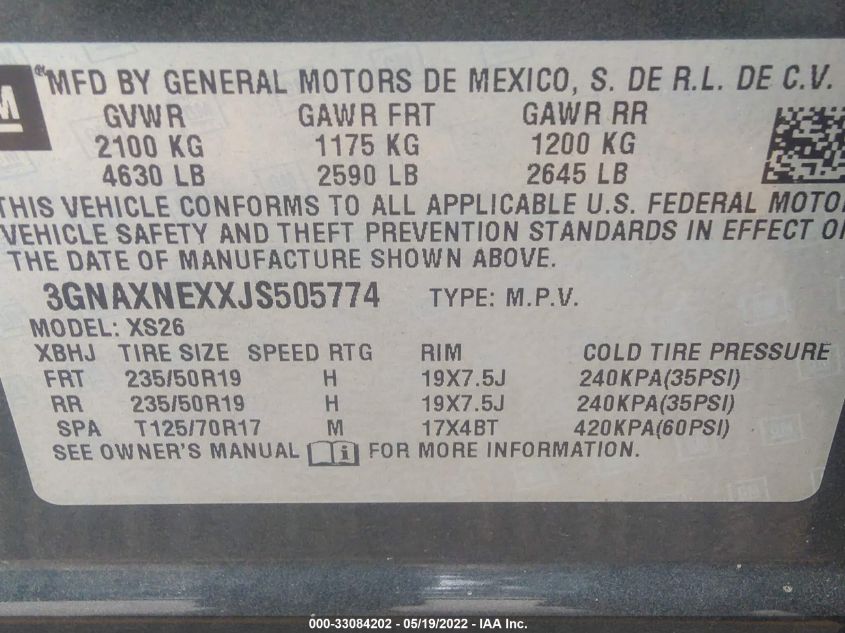 MFD BY GENERAL MOTORS DE MEXICO, S. DE R.L. DE C.V.
GVWR GAWR FRT GAWR RR
2100 KG 1175 KG 1200 KG
4630 LB 2590 LB 2645 LB
THIS VEHICLE CONFORMS TO ALL APPLICABLE U.S. FEDERAL MOTO
VEHICLE SAFETY AND THEFT PREVENTION STANDARDS IN EFFECT O
THE DATE OF MANUFACTURE SHOWN ABOVE.
3GNAXNEXXJS505774 TYPE: M.P.V.
MODEL: XS26
XBHJ TIRE SIZE SPEED RTG RIM COLD TIRE PRESSURE
FRT 235/50R19 H 19X7.5J 240KPA(35PSI)
RR 235/50R19 H 19X7.5J 240KPA(35PSI)
SPA T125/70R17 M 17X4BT 420KPA(60PSI)
SEE OWNER'S MANUAL i FOR MORE INFORMATION.
000-33084202 - 05/19/2022 - IAA Inc.